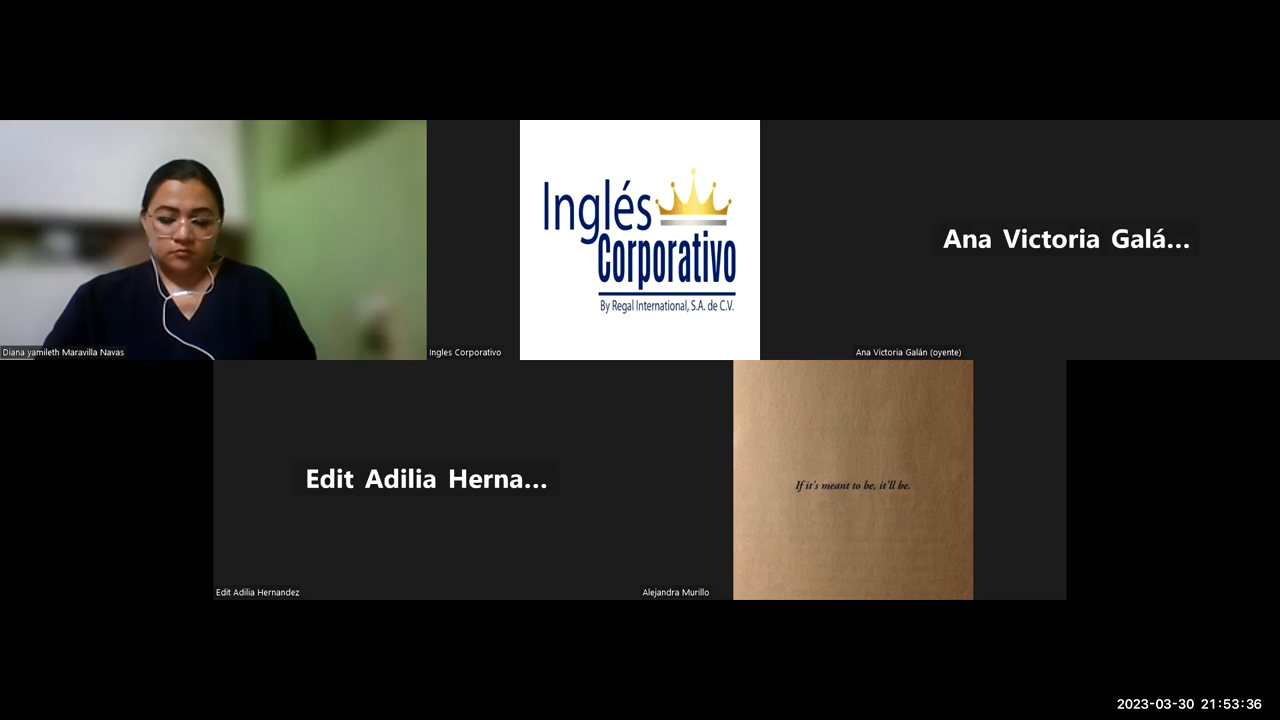 Inglés
Corporativo
By Regal International, S.A. de C.V.
Ana Victoria Galá...
Diana yamileth Maravilla Navas
Ingles Corporativo
Ana Victoria Galán (oyente)
Edit Adilia Herna...
If it's meant to be, it'll be.
Edit Adilia Hernandez
Alejandra Murillo
2023-03-30 21:53:36